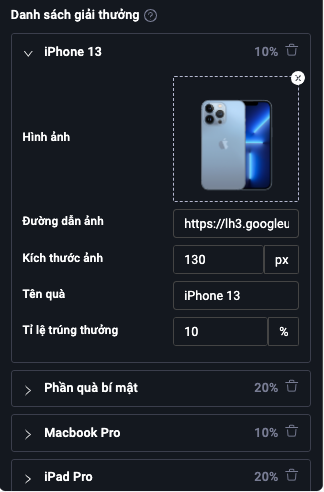 Danh sách giải thưởng
iPhone 13 10%
Hình ảnh
Đường dẫn ảnh https://lh3.googleu
Kích thước ảnh 130 px
Tên quà iPhone 13
Tỉ lệ trúng thưởng 10 %
Phần quà bí mật 20%
Macbook Pro 10%
iPad Pro 20%